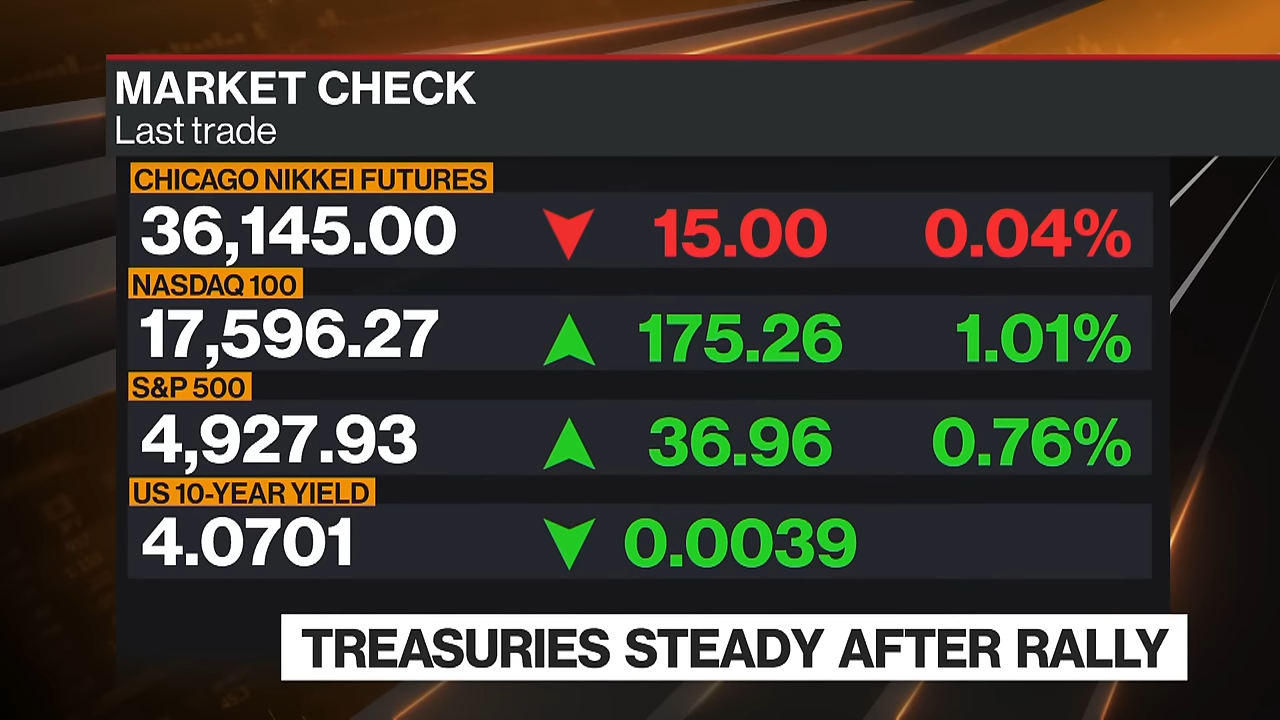 MARKET CHECK
Last trade
CHICAGO NIKKEI FUTURES
36,145.00 15.00 0.04%
NASDAQ 100
17,596.27 175.26 1.01%
S&P 500
4,927.93 36.96 0.76%
US 10-YEAR YIELD
4.0701 0.0039
TREASURIES STEADY AFTER RALLY